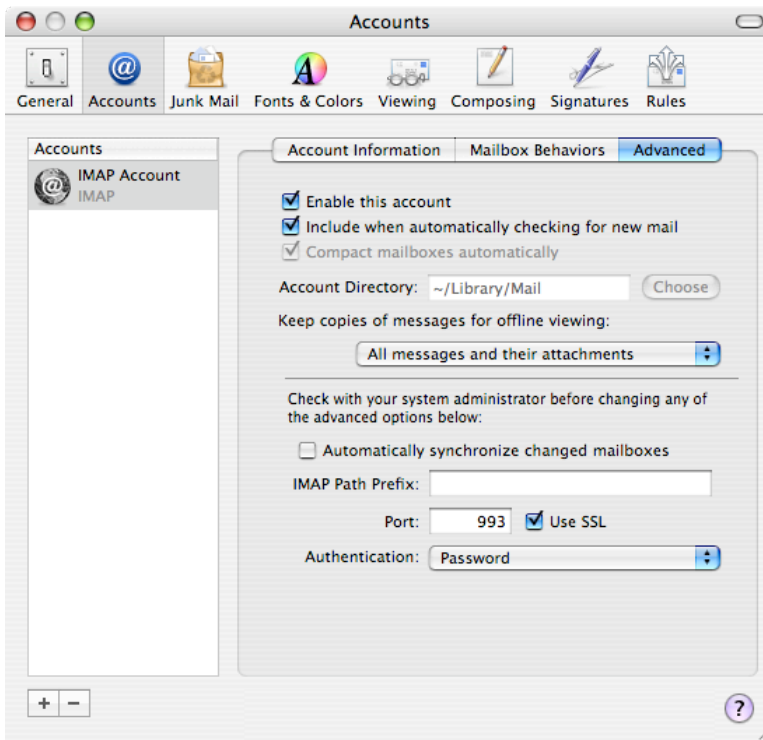 Accounts
General Accounts Junk Mail Fonts & Colors Viewing Composing Signatures Rules
Accounts
IMAP Account
IMAP
Account Information Mailbox Behaviors Advanced
Enable this account
Include when automatically checking for new mail
Compact mailboxes automatically
Account Directory: ~/Library/Mail Choose
Keep copies of messages for offline viewing:
All messages and their attachments
Check with your system administrator before changing any of
the advanced options below:
Automatically synchronize changed mailboxes
IMAP Path Prefix:
Port: 993 Use SSL
Authentication: Password
+ − ?